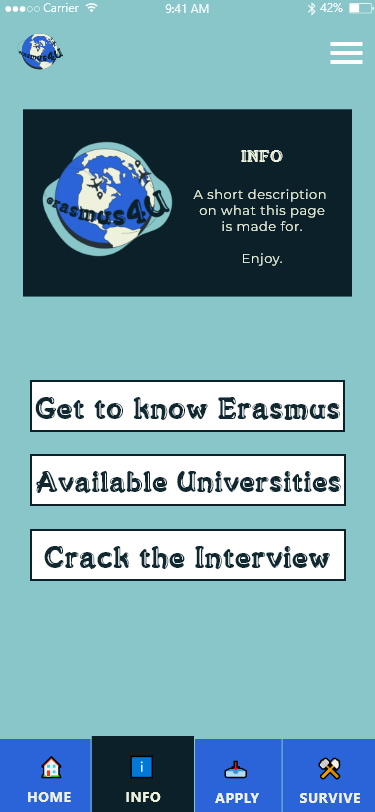 Carrier 9:41 AM 42%
erasmus4U
erasmus4U
INFO
A short description
on what this page
is made for.
Enjoy.
Get to know Erasmus
Available Universities
Crack the Interview
i
HOME INFO APPLY SURVIVE